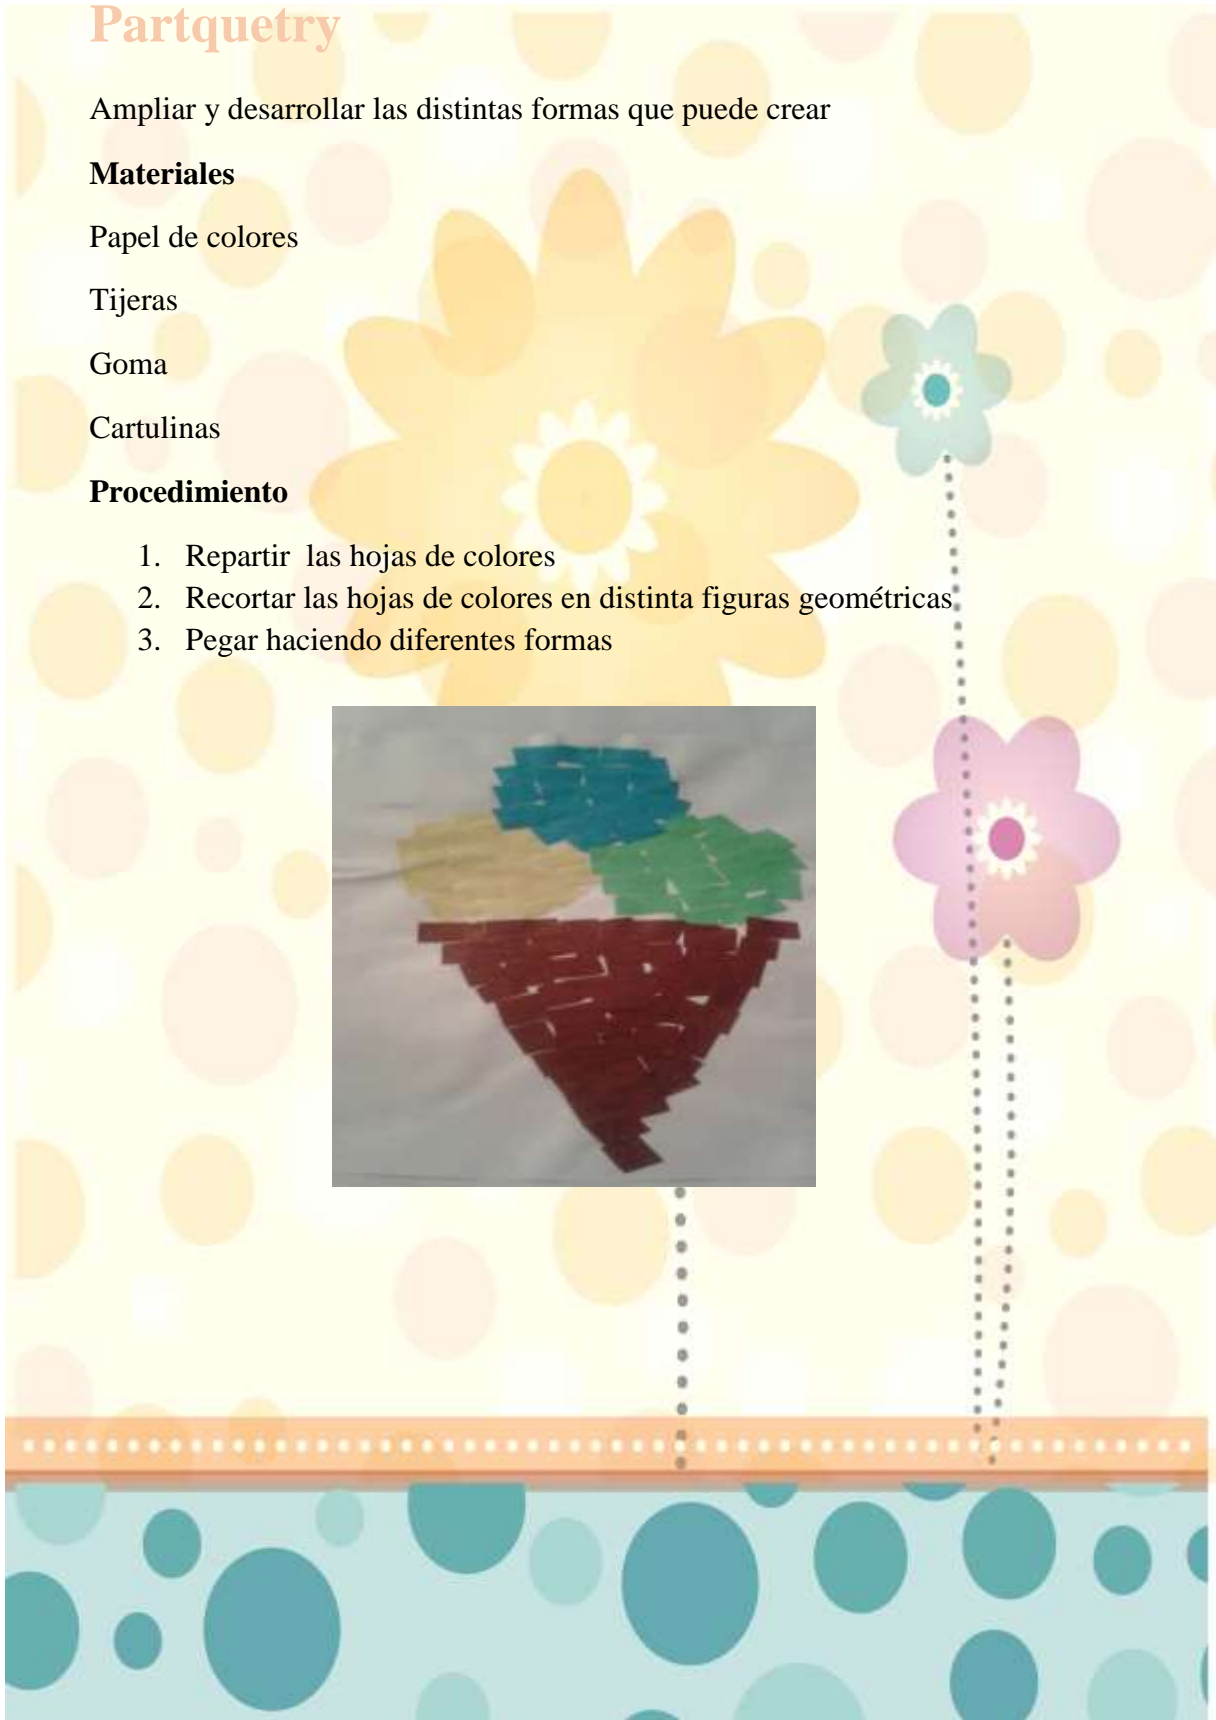 Partquetry
Ampliar y desarrollar las distintas formas que puede crear
Materiales
Papel de colores
Tijeras
Goma
Cartulinas
Procedimiento
1. Repartir las hojas de colores
2. Recortar las hojas de colores en distinta figuras geométricas
3. Pegar haciendo diferentes formas